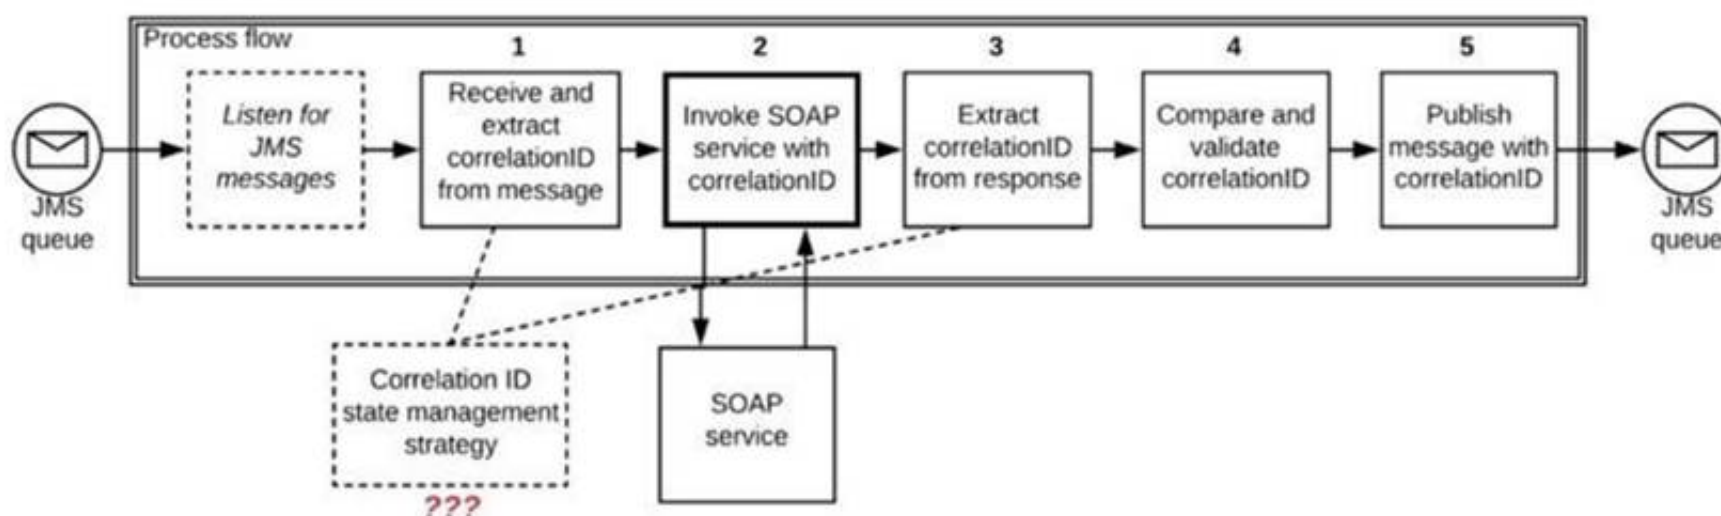 Process flow
1
2
3
4
5
Listen for
JMS
messages
Receive and
extract
correlationID
from message
Invoke SOAP
service with
correlationID
Extract
correlationID
from response
Compare and
validate
correlationID
Publish
message with
correlationID
JMS
queue
JMS
queue
Correlation ID
state management
strategy
???
SOAP
service